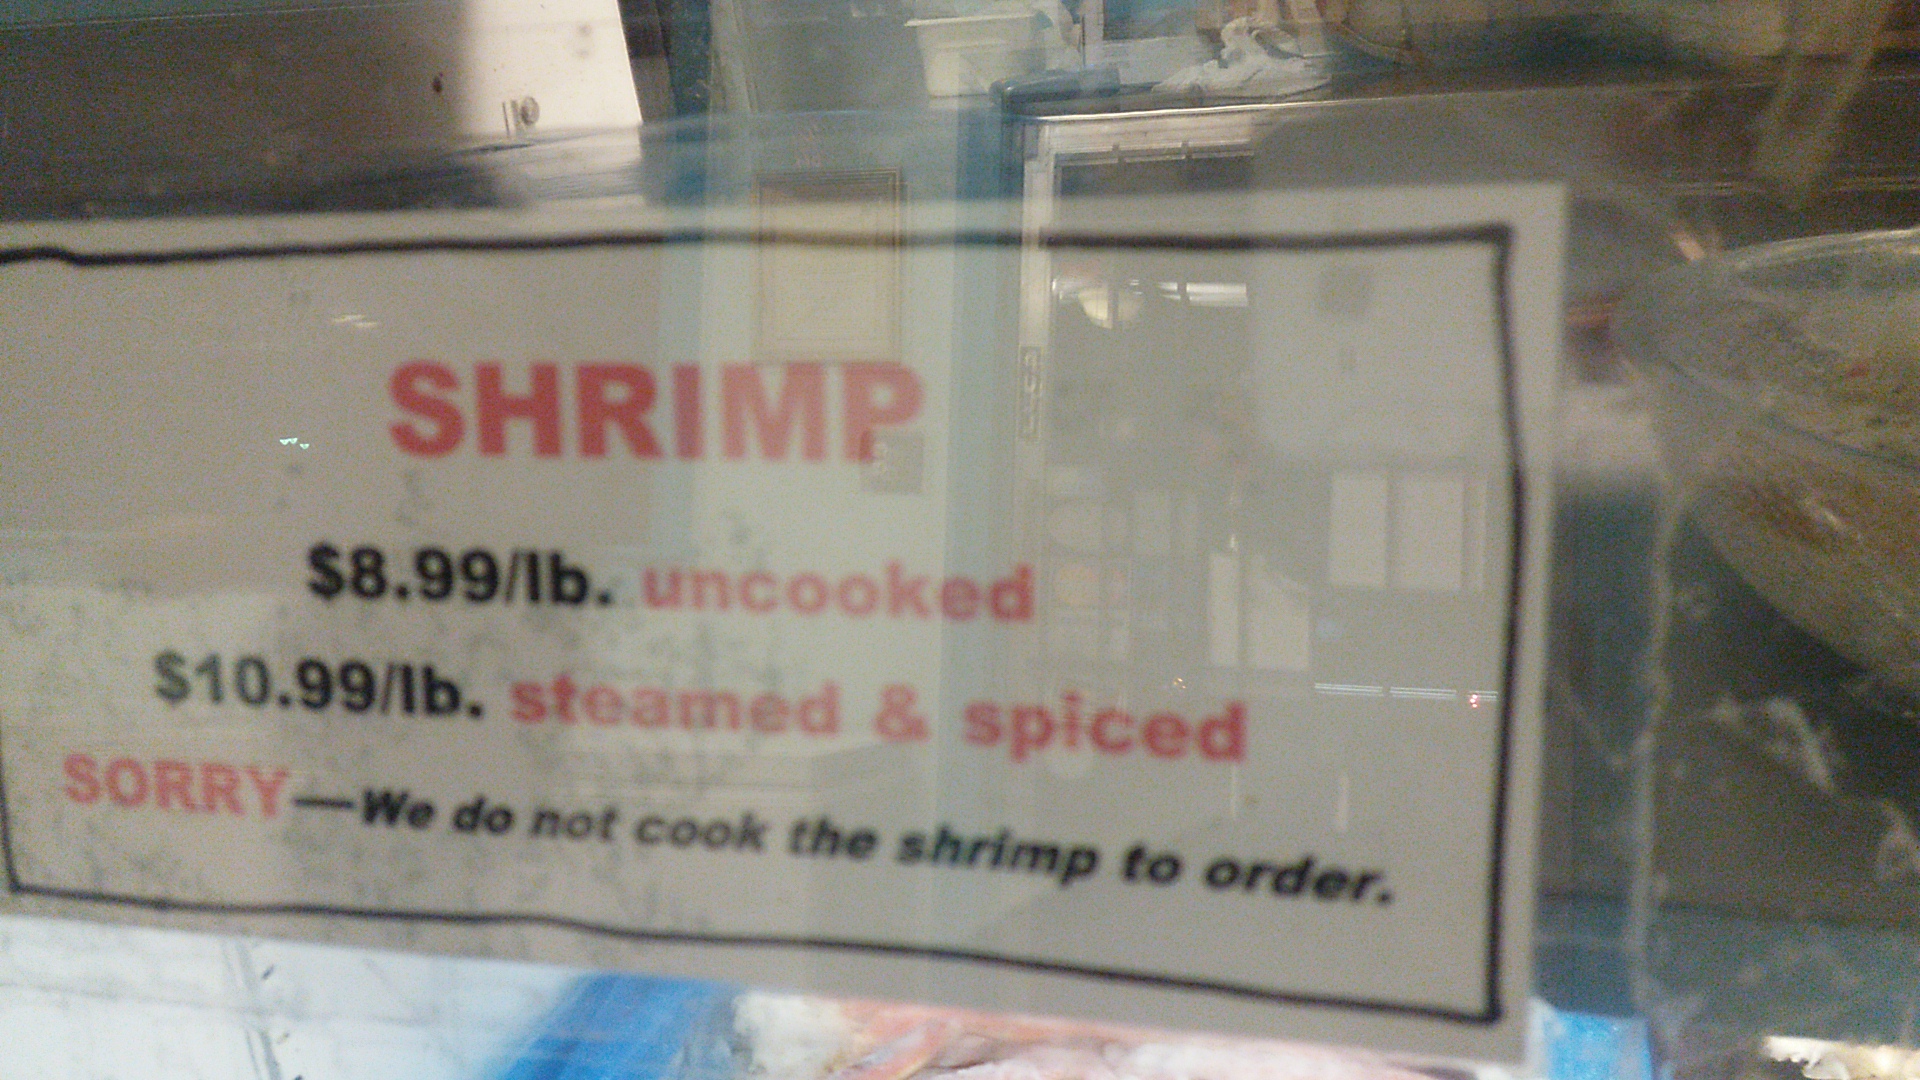 SHRIMP
$8.99/lb. uncooked
$10.99/lb. steamed & spiced
SORRY—We do not cook the shrimp to order.